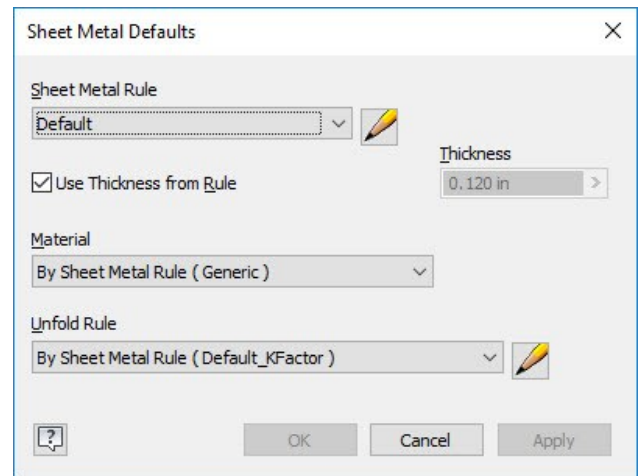 Sheet Metal Defaults
Sheet Metal Rule
Default
Use Thickness from Rule
Thickness
0.120 in
Material
By Sheet Metal Rule ( Generic )
Unfold Rule
By Sheet Metal Rule ( Default_KFactor )
OK Cancel Apply